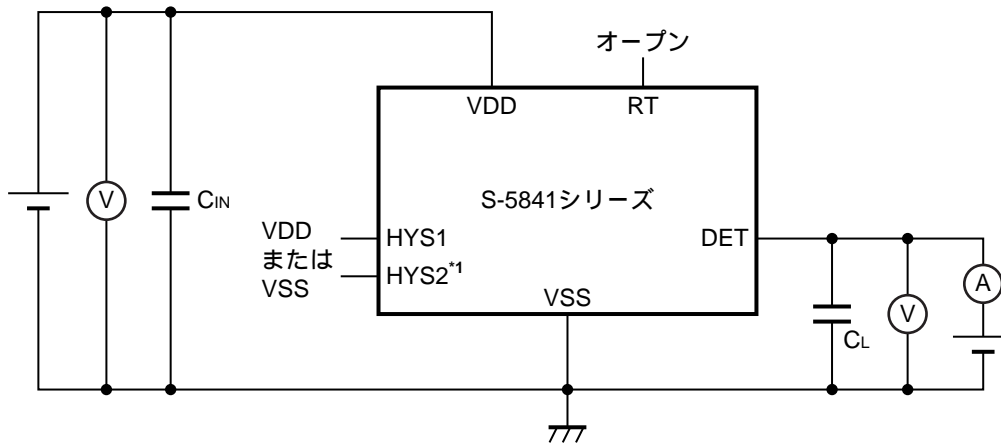 オープン
VDD
RT
V
CIN
S-5841シリーズ
VDD
または
VSS
HYS1
HYS2*1
DET
VSS
CL
V
A